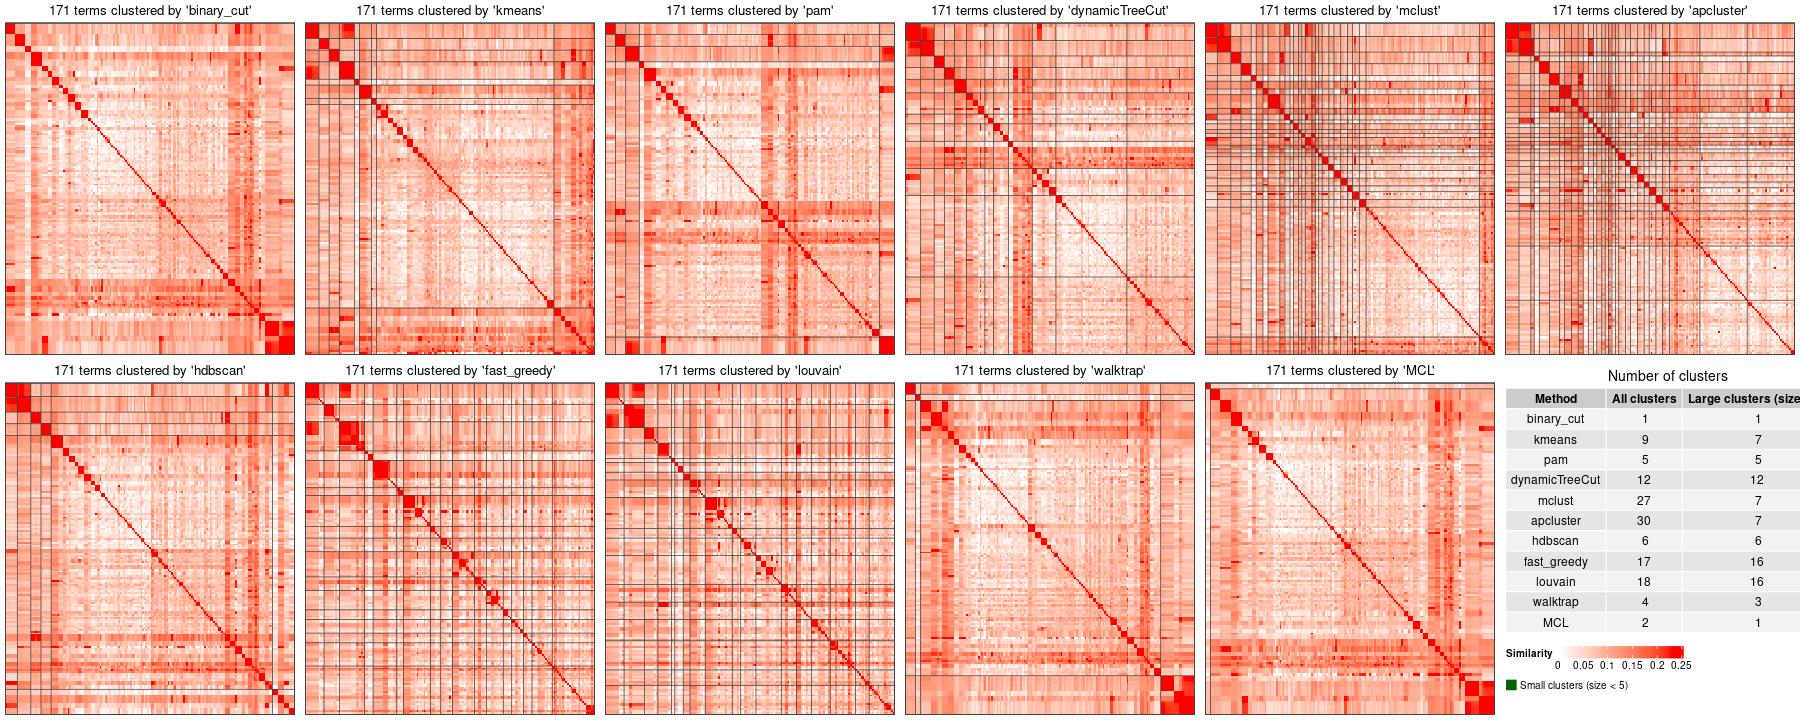 171 terms clustered by 'binary_cut'
171 terms clustered by 'kmeans'
171 terms clustered by 'pam'
171 terms clustered by 'dynamicTreeCut'
171 terms clustered by 'mclust'
171 terms clustered by 'apcluster'
171 terms clustered by 'hdbscan'
171 terms clustered by 'fast_greedy'
171 terms clustered by 'louvain'
171 terms clustered by 'walktrap'
171 terms clustered by 'MCL'
Number of clusters
Method All clusters Large clusters (size
binary_cut 1 1
kmeans 9 7
pam 5 5
dynamicTreeCut 12 12
mclust 27 7
apcluster 30 7
hdbscan 6 6
fast_greedy 17 16
louvain 18 16
walktrap 4 3
MCL 2 1
Similarity
0 0.05 0.1 0.15 0.2 0.25
Small clusters (size < 5)